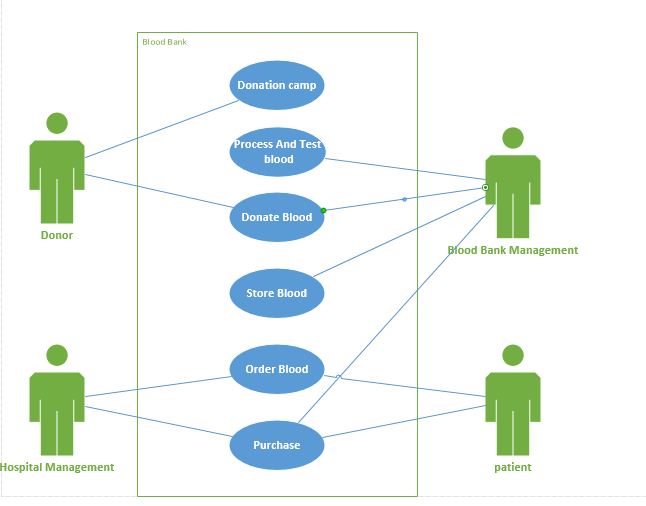 Blood Bank
Donation camp
Process And Test
blood
Donate Blood
Donor
Blood Bank Management
Store Blood
Order Blood
Purchase
Hospital Management
patient